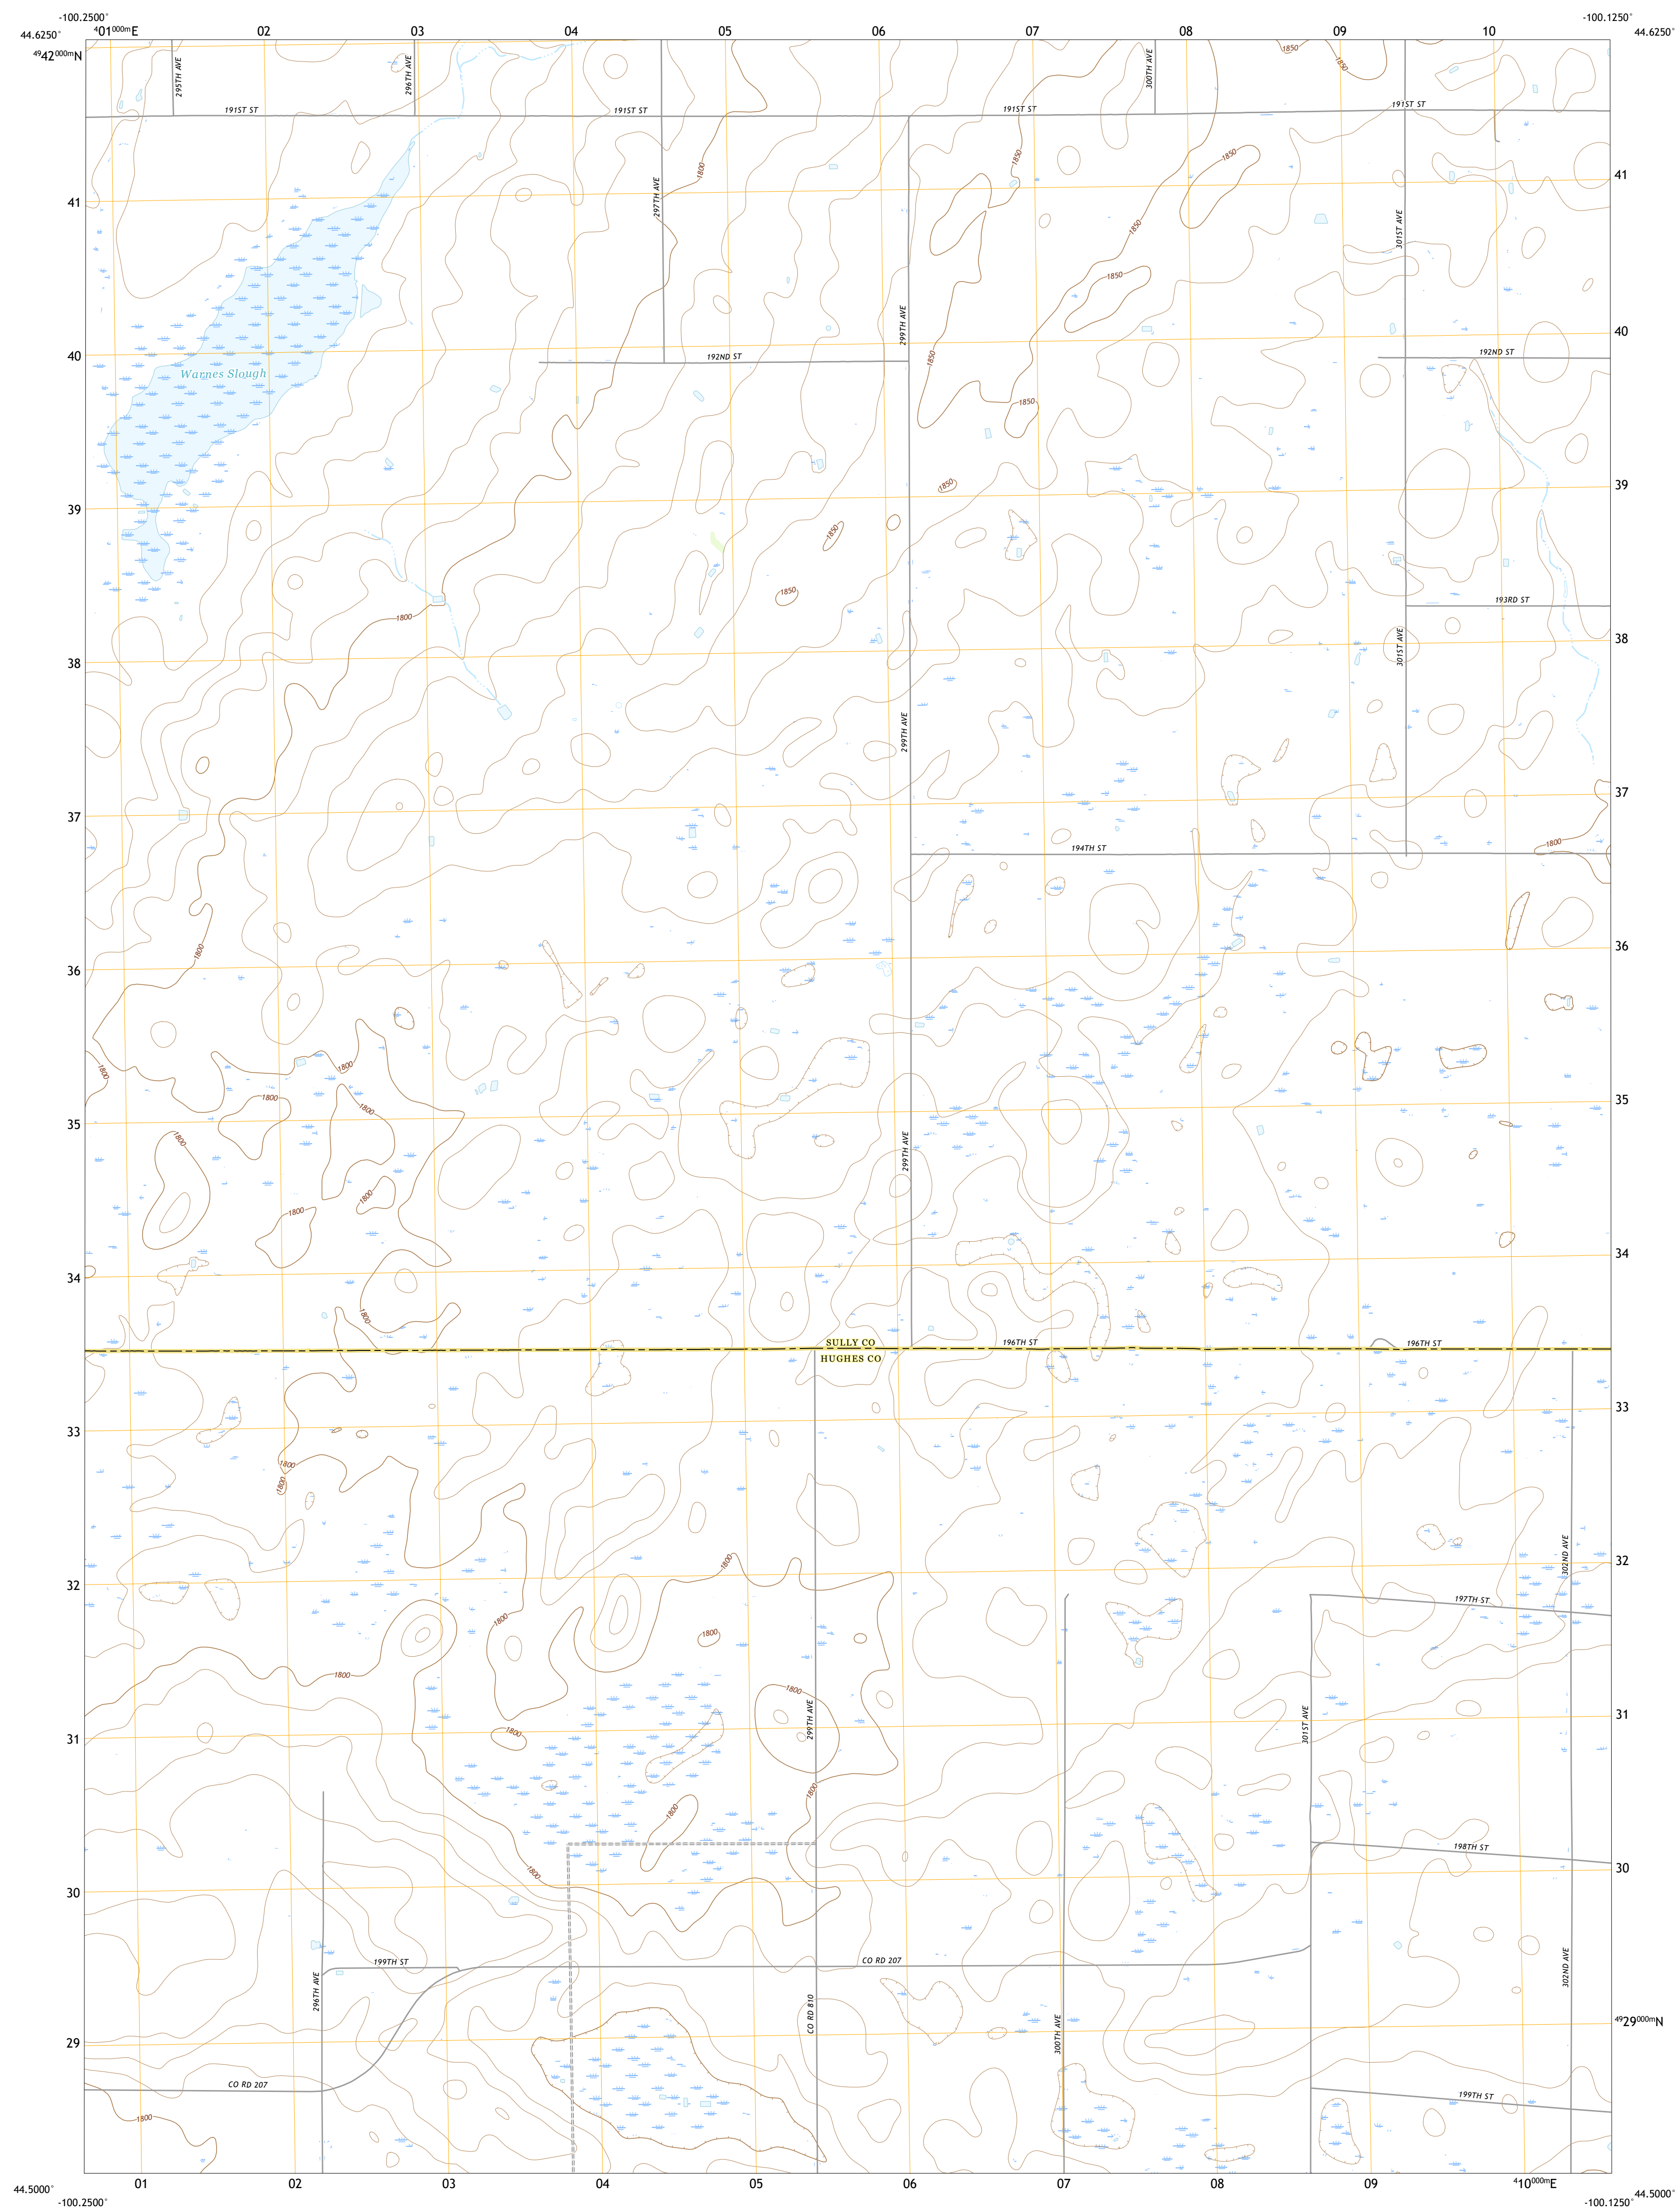 -100.2500°
-100.1250°
44.6250°
⁴01⁰⁰⁰ᵐE
02
03
04
05
06
07
08
09
10
44.6250°
⁴⁹42⁰⁰⁰ᵐN
295TH AVE
296TH AVE
300TH AVE
1850
1850
191ST ST
191ST ST
191ST ST
191ST ST
1850
1850
1800
41
41
297TH AVE
301ST AVE
1850
1850
299TH AVE
40
40
192ND ST
192ND ST
1850
Warnes Slough
1850
39
39
1850
1850
1850
193RD ST
1800
38
38
301ST AVE
299TH AVE
37
37
194TH ST
1800
1800
36
36
1800
1800
1800
1800
35
35
1800
299TH AVE
1800
1800
34
34
1800
SULLY CO
196TH ST
196TH ST
HUGHES CO
33
33
1800
1800
1800
302ND AVE
32
32
197TH ST
1800
1800
1800
1800
299TH AVE
301ST AVE
31
31
1800
1800
1800
198TH ST
1800
30
30
199TH ST
CO RD 207
302ND AVE
296TH AVE
CO RD 810
300TH AVE
29
⁴⁹29⁰⁰⁰ᵐN
CO RD 207
199TH ST
1800
44.5000°
01
02
03
04
05
06
07
08
09
⁴10⁰⁰⁰ᵐE
44.5000°
-100.2500°
-100.1250°